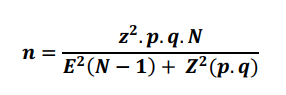 n = z².p.q.N / E²(N − 1) + Z²(p.q)